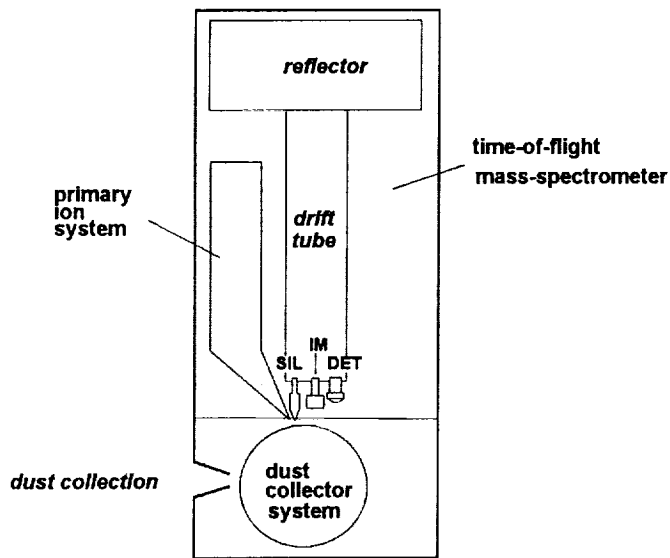 reflector
time-of-flight
mass-spectrometer
primary
ion
system
drift
tube
IM
SIL DET
dust collection
dust
collector
system